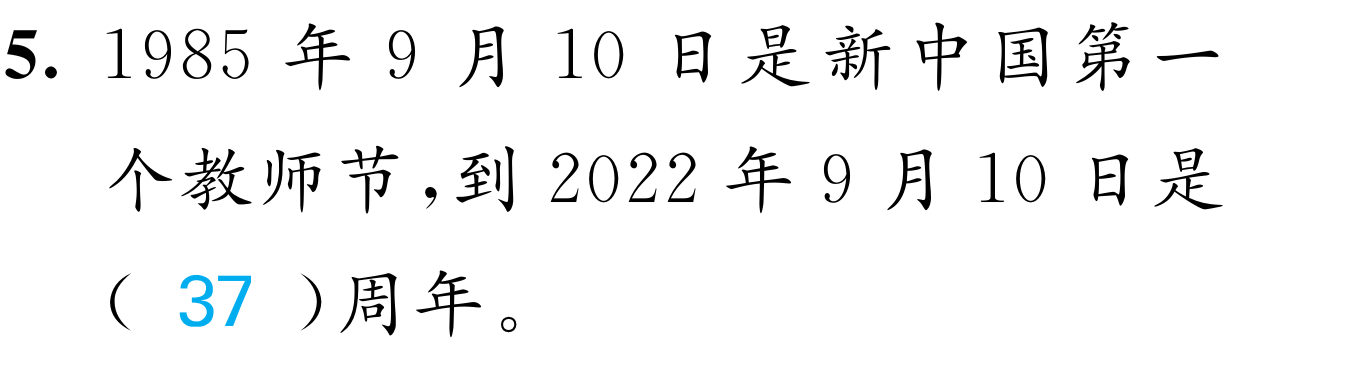 5. 1985 年 9 月 10 日是新中国第一
个教师节,到 2022 年 9 月 10 日是
( 37 )周年。